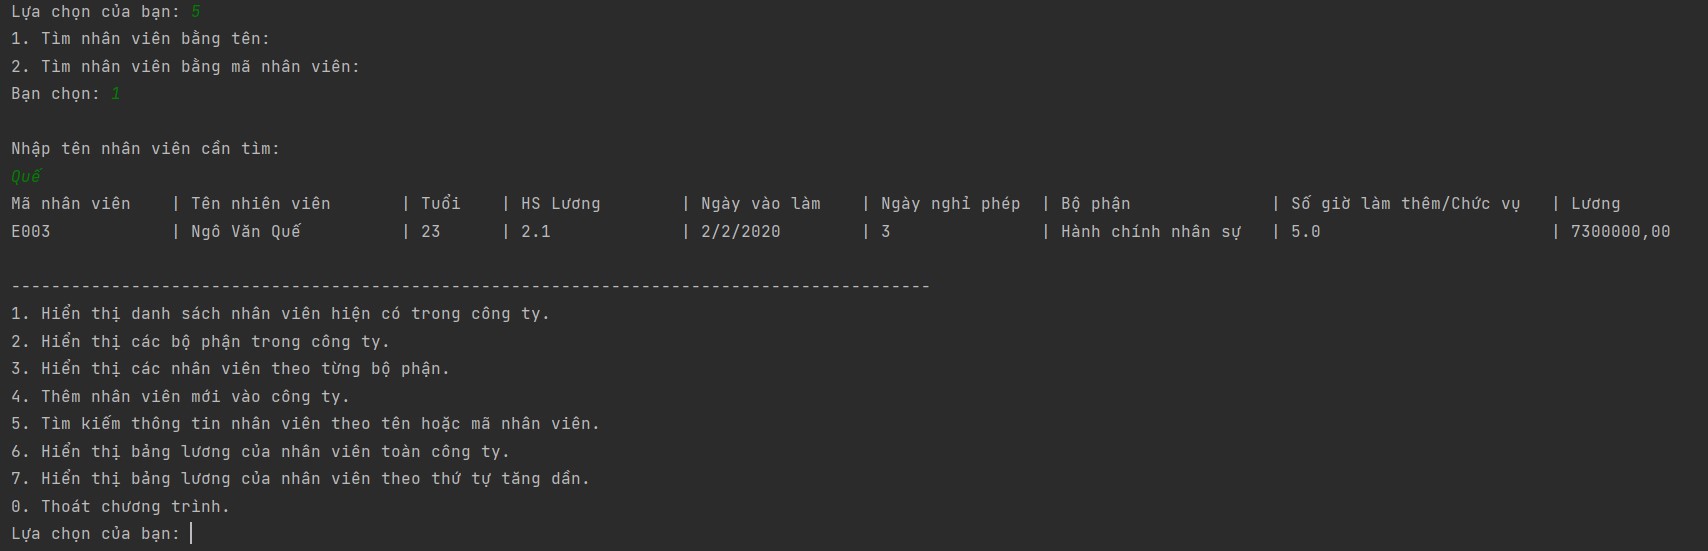 Lựa chọn của bạn: 5
1. Tìm nhân viên bằng tên:
2. Tìm nhân viên bằng mã nhân viên:
Bạn chọn: 1
Nhập tên nhân viên cần tìm:
Quế
Mã nhân viên | Tên nhiên viên | Tuổi | HS Lương | Ngày vào làm | Ngày nghỉ phép | Bộ phận | Số giờ làm thêm/Chức vụ | Lương
E003 | Ngô Văn Quế | 23 | 2.1 | 2/2/2020 | 3 | Hành chính nhân sự | 5.0 | 7300000,00
--------------------------------------------------------------------------------------------
1. Hiển thị danh sách nhân viên hiện có trong công ty.
2. Hiển thị các bộ phận trong công ty.
3. Hiển thị các nhân viên theo từng bộ phận.
4. Thêm nhân viên mới vào công ty.
5. Tìm kiếm thông tin nhân viên theo tên hoặc mã nhân viên.
6. Hiển thị bảng lương của nhân viên toàn công ty.
7. Hiển thị bảng lương của nhân viên theo thứ tự tăng dần.
0. Thoát chương trình.
Lựa chọn của bạn: